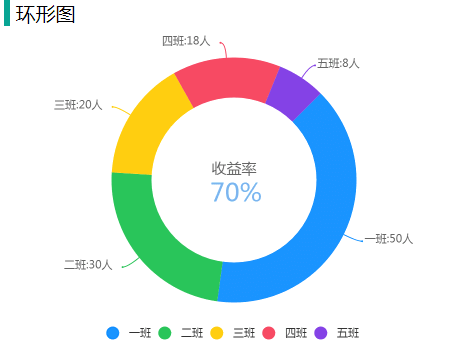 环形图
四班:18人
五班:8人
三班:20人
收益率
70%
一班:50人
二班:30人
一班 二班 三班 四班 五班